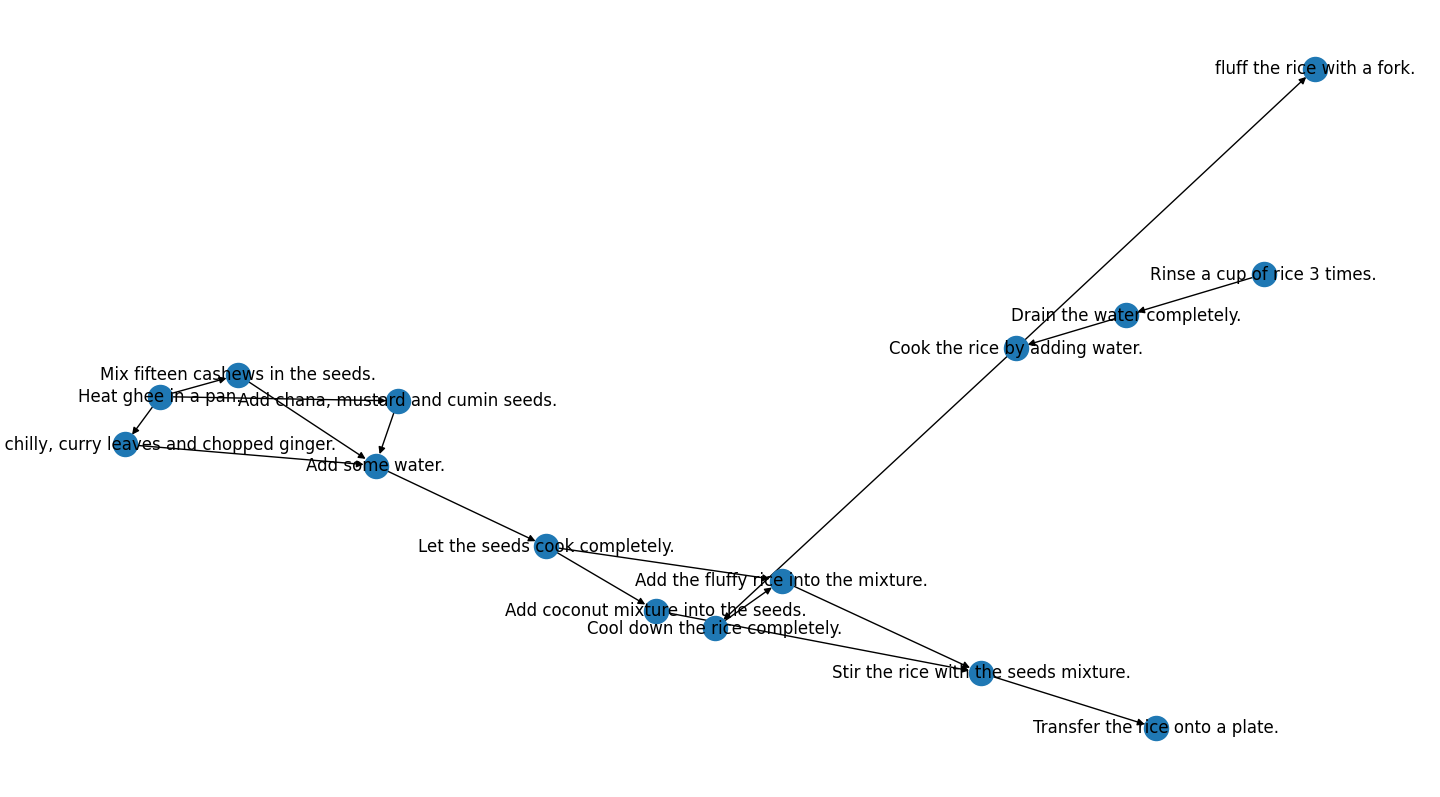 fluff the rice with a fork.
Rinse a cup of rice 3 times.
Drain the water completely.
Cook the rice by adding water.
Mix fifteen cashews in the seeds.
Heat ghee in a pan.
Add chana, mustard and cumin seeds.
chilly, curry leaves and chopped ginger.
Add some water.
Let the seeds cook completely.
Add the fluffy rice into the mixture.
Add coconut mixture into the seeds.
Cool down the rice completely.
Stir the rice with the seeds mixture.
Transfer the rice onto a plate.